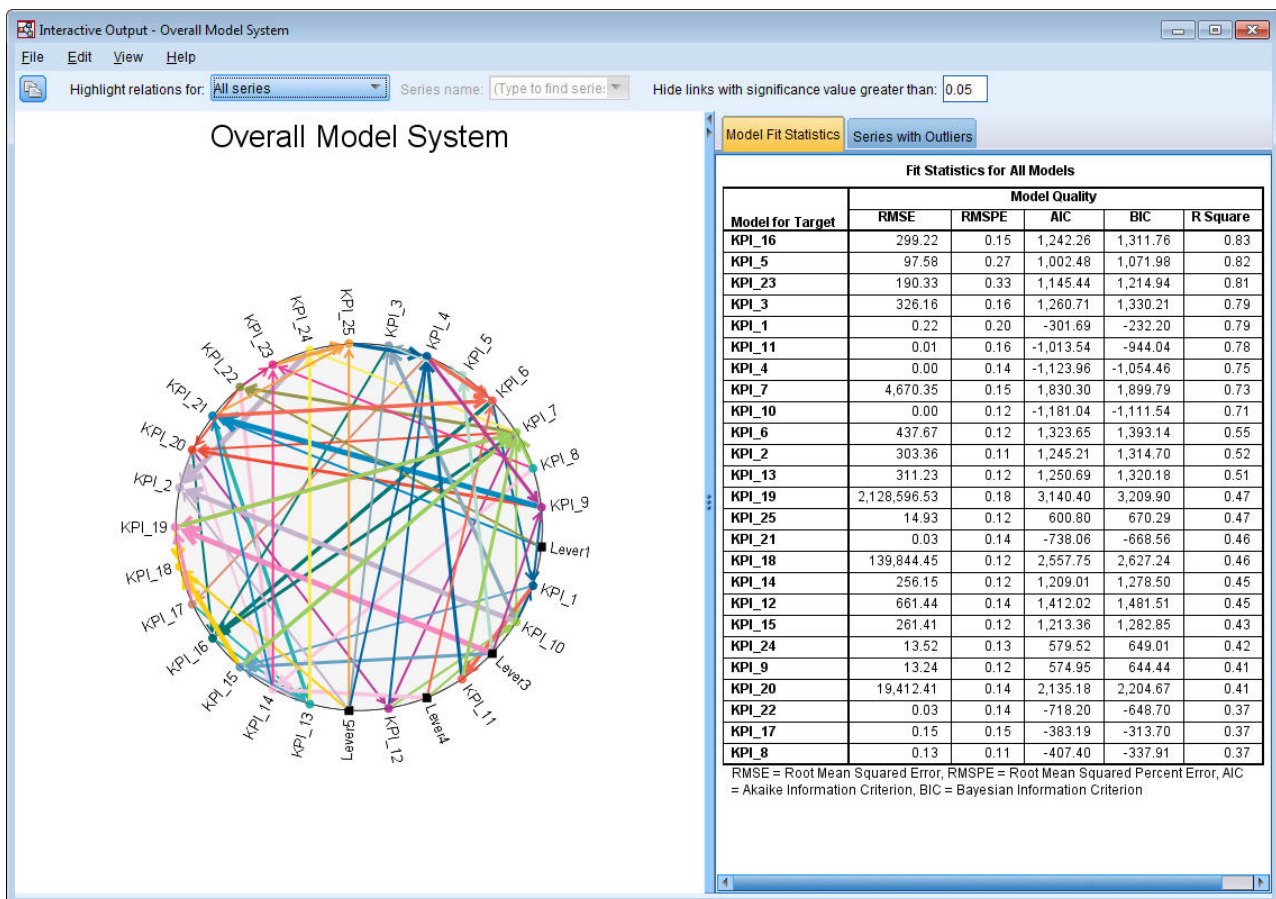 Interactive Output - Overall Model System
File Edit View Help
Highlight relations for: All series Series name: (Type to find serie: Hide links with significance value greater than: 0.05
Overall Model System
Model Fit Statistics Series with Outliers
KPI_25
KPI_3
KPI_4
KPI_5
KPI_6
KPI_7
KPI_8
KPI_9
Lever1
KPI_1
KPI_10
Lever3
KPI_11
Lever4
KPI_12
Lever5
KPI_13
KPI_14
KPI_15
KPI_16
KPI_17
KPI_18
KPI_19
KPI_2
KPI_20
KPI_21
KPI_22
KPI_23
KPI_24
Fit Statistics for All Models
Model for Target Model Quality
RMSE RMSPE AIC BIC R Square
KPI_16 299.22 0.15 1,242.26 1,311.76 0.83
KPI_5 97.58 0.27 1,002.48 1,071.98 0.82
KPI_23 190.33 0.33 1,145.44 1,214.94 0.81
KPI_3 326.16 0.16 1,260.71 1,330.21 0.79
KPI_1 0.22 0.20 -301.69 -232.20 0.79
KPI_11 0.01 0.16 -1,013.54 -944.04 0.78
KPI_4 0.00 0.14 -1,123.96 -1,054.46 0.75
KPI_7 4,670.35 0.15 1,830.30 1,899.79 0.73
KPI_10 0.00 0.12 -1,181.04 -1,111.54 0.71
KPI_6 437.67 0.12 1,323.65 1,393.14 0.55
KPI_2 303.36 0.11 1,245.21 1,314.70 0.52
KPI_13 311.23 0.12 1,250.69 1,320.18 0.51
KPI_19 2,128,596.53 0.18 3,140.40 3,209.90 0.47
KPI_25 14.93 0.12 600.80 670.29 0.47
KPI_21 0.03 0.14 -738.06 -668.56 0.46
KPI_18 139,844.45 0.12 2,557.75 2,627.24 0.46
KPI_14 256.15 0.12 1,209.01 1,278.50 0.45
KPI_12 661.44 0.14 1,412.02 1,481.51 0.45
KPI_15 261.41 0.12 1,213.36 1,282.85 0.43
KPI_24 13.52 0.13 579.52 649.01 0.42
KPI_9 13.24 0.12 574.95 644.44 0.41
KPI_20 19,412.41 0.14 2,135.18 2,204.67 0.41
KPI_22 0.03 0.14 -718.20 -648.70 0.37
KPI_17 0.15 0.15 -383.19 -313.70 0.37
KPI_8 0.13 0.11 -407.40 -337.91 0.37
RMSE = Root Mean Squared Error, RMSPE = Root Mean Squared Percent Error, AIC
= Akaike Information Criterion, BIC = Bayesian Information Criterion